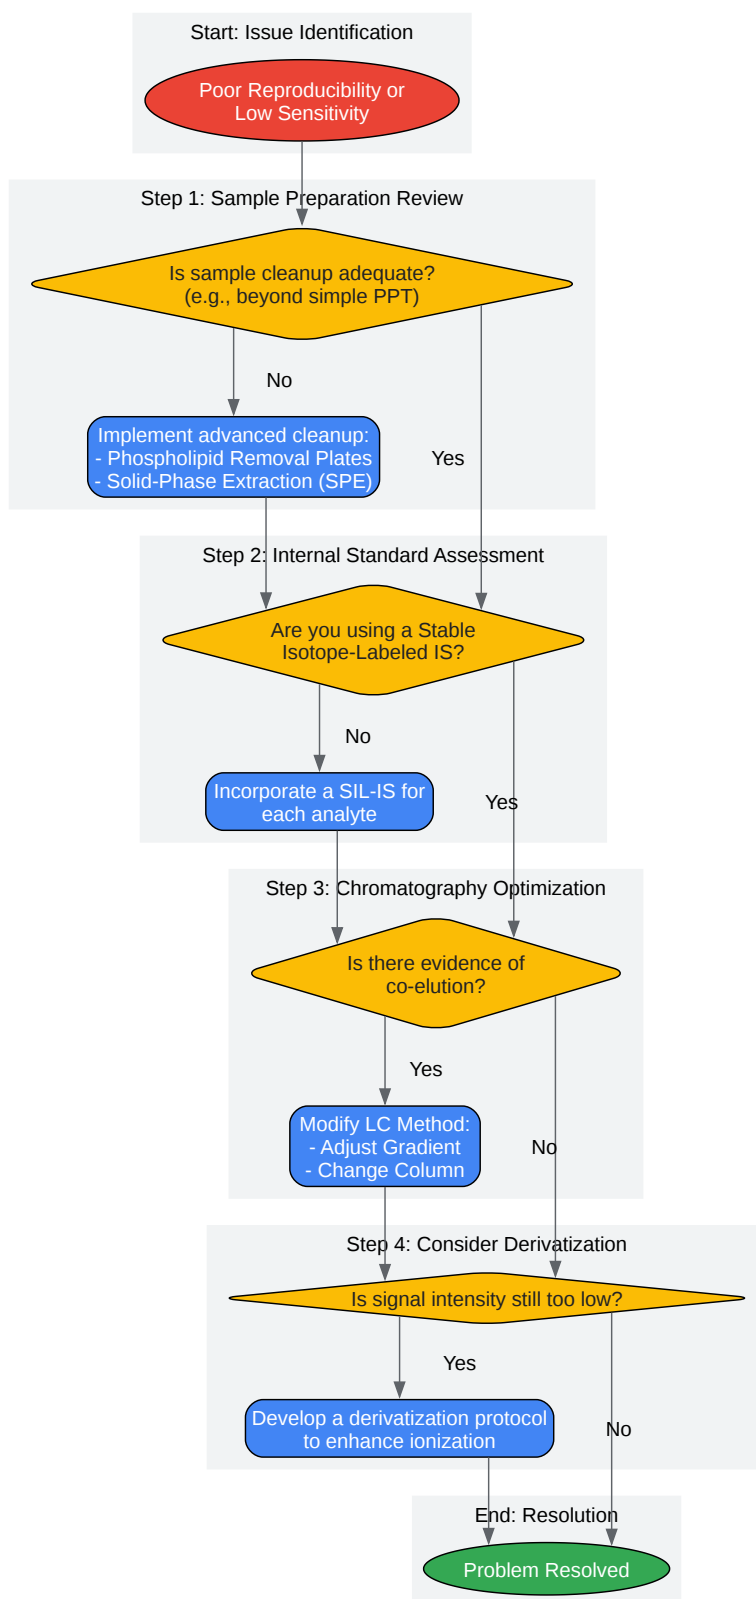 Start: Issue Identification
Poor Reproducibility or
Low Sensitivity
Step 1: Sample Preparation Review
Is sample cleanup adequate?
(e.g., beyond simple PPT)
No
Implement advanced cleanup:
- Phospholipid Removal Plates
- Solid-Phase Extraction (SPE)
Yes
Step 2: Internal Standard Assessment
Are you using a Stable
Isotope-Labeled IS?
No
Incorporate a SIL-IS for
each analyte
Yes
Step 3: Chromatography Optimization
Is there evidence of
co-elution?
Yes
Modify LC Method:
- Adjust Gradient
- Change Column
No
Step 4: Consider Derivatization
Is signal intensity still too low?
Yes
Develop a derivatization protocol
to enhance ionization
No
End: Resolution
Problem Resolved